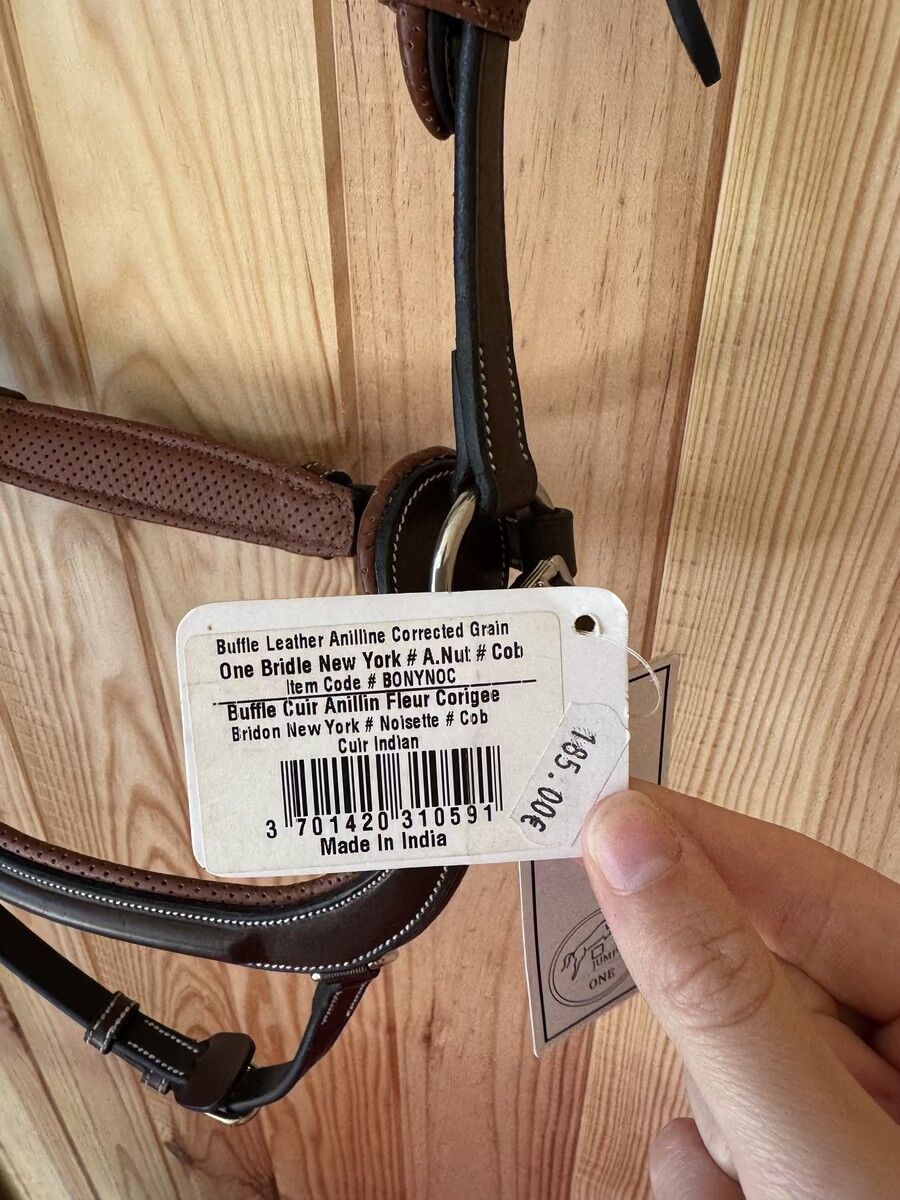 Buffle Leather Anilline Corrected Grain
One Bridle New York # A.Nut # Cob
Item Code # BONYNOC
Buffle Cuir Anillin Fleur Corigee
Bridon New York # Noisette # Cob
Cuir Indian
3 701420 310591
Made In India
185.00€
ONE